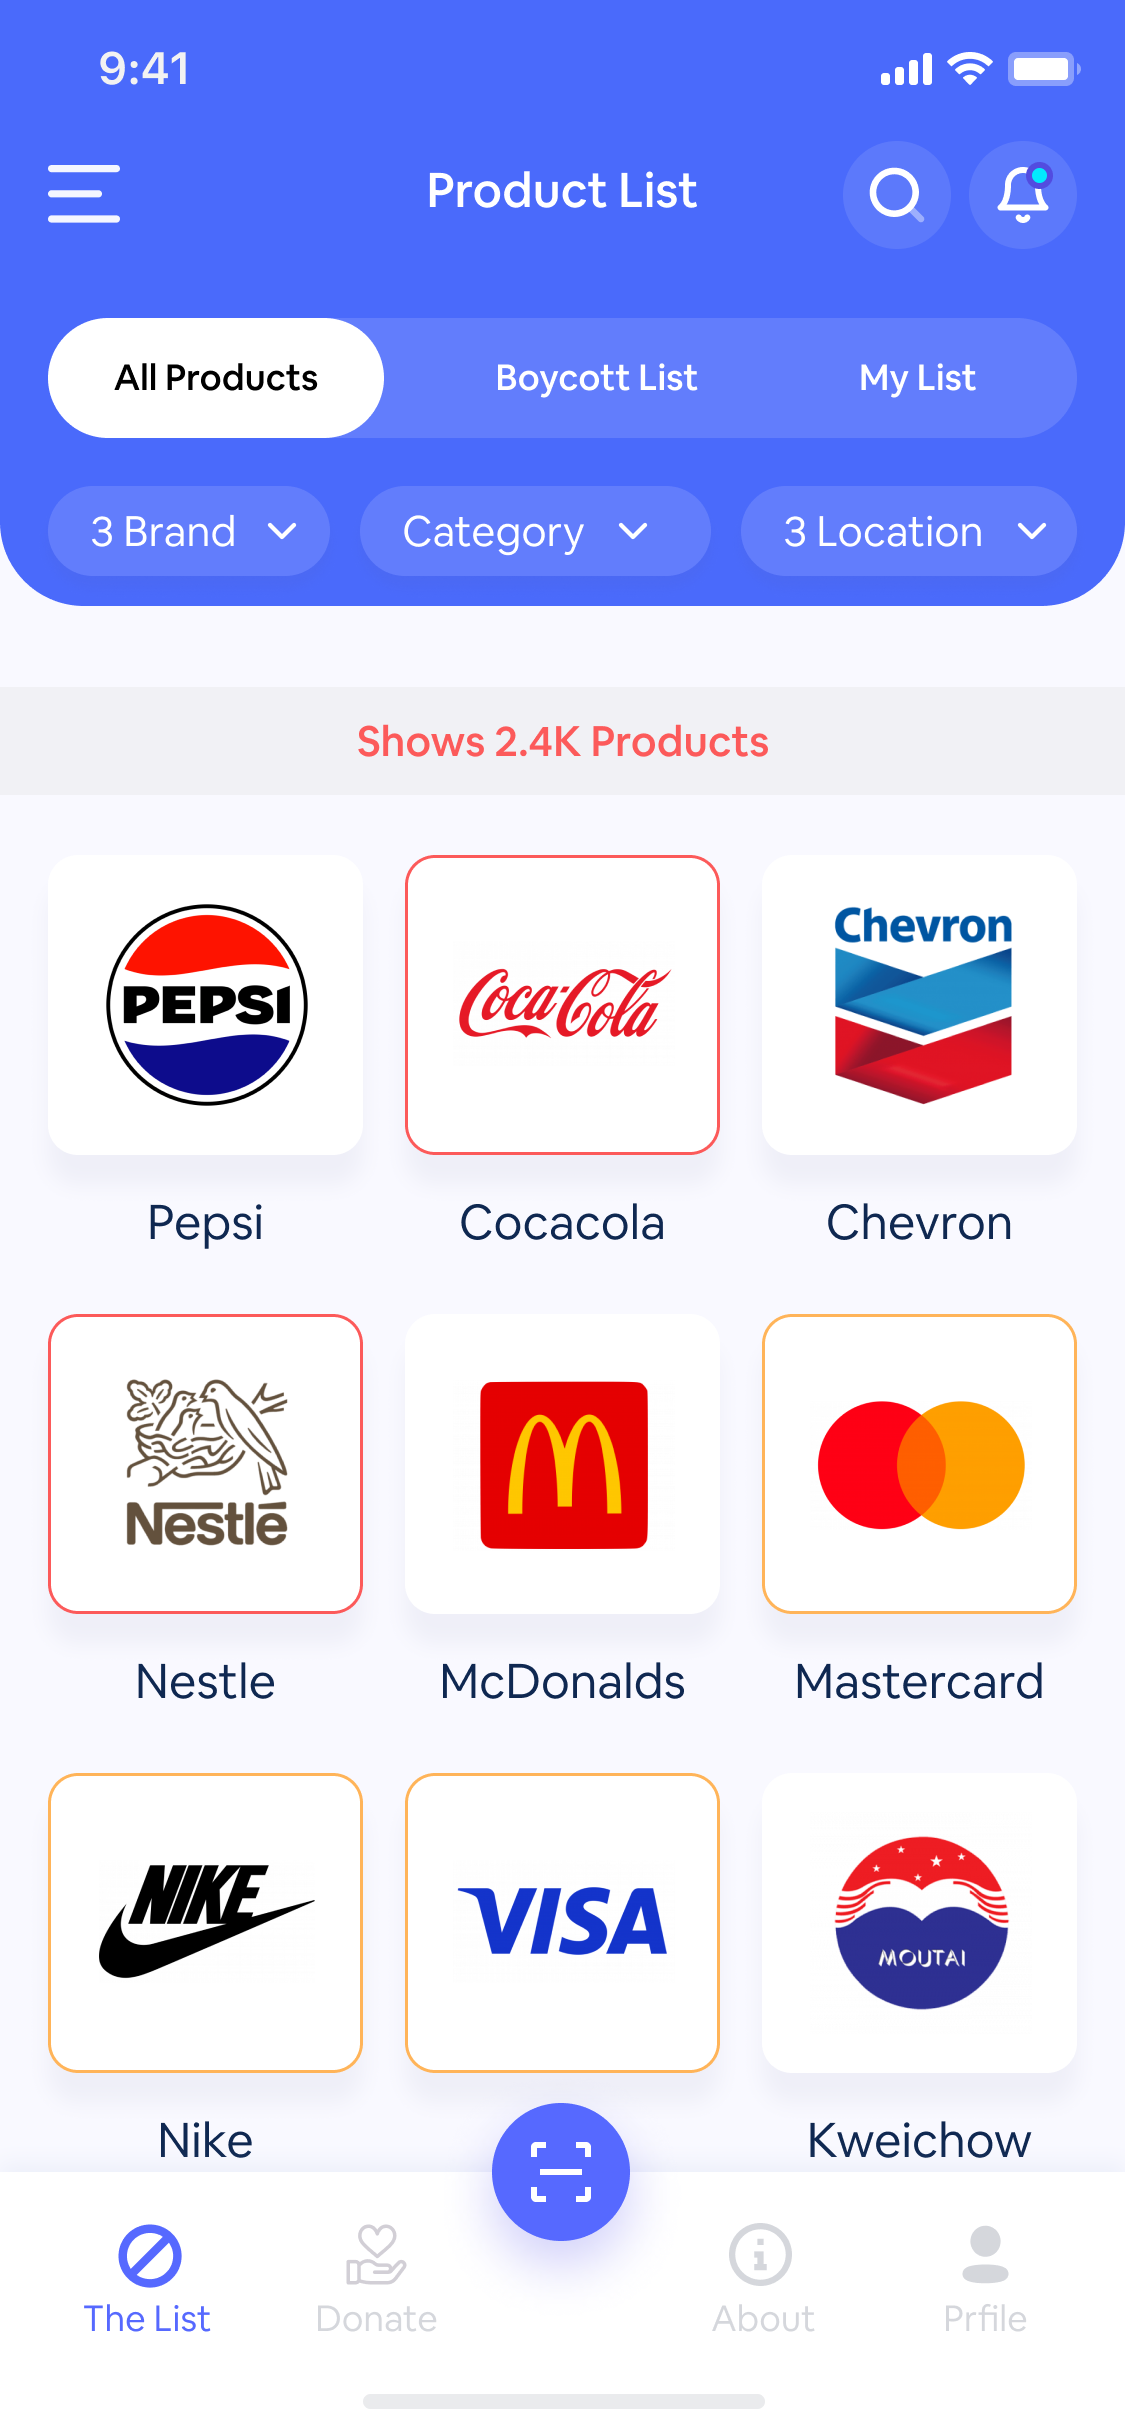 9:41
Product List
All Products Boycott List My List
3 Brand Category 3 Location
Shows 2.4K Products
PEPSI Coca-Cola Chevron
Pepsi Cocacola Chevron
Nestlé
Nestle McDonalds Mastercard
NIKE VISA MOUTAI
Nike Kweichow
The List Donate About Prfile